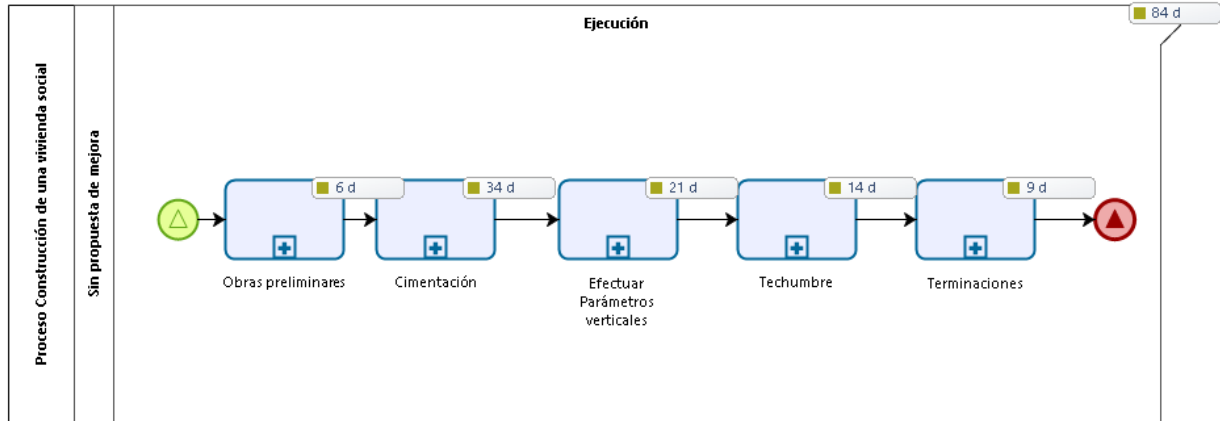 84 d
Ejecución
Proceso Construcción de una vivienda social
Sin propuesta de mejora
6 d
34 d
21 d
14 d
9 d
Obras preliminares
Cimentación
Efectuar
Parámetros
verticales
Techumbre
Terminaciones